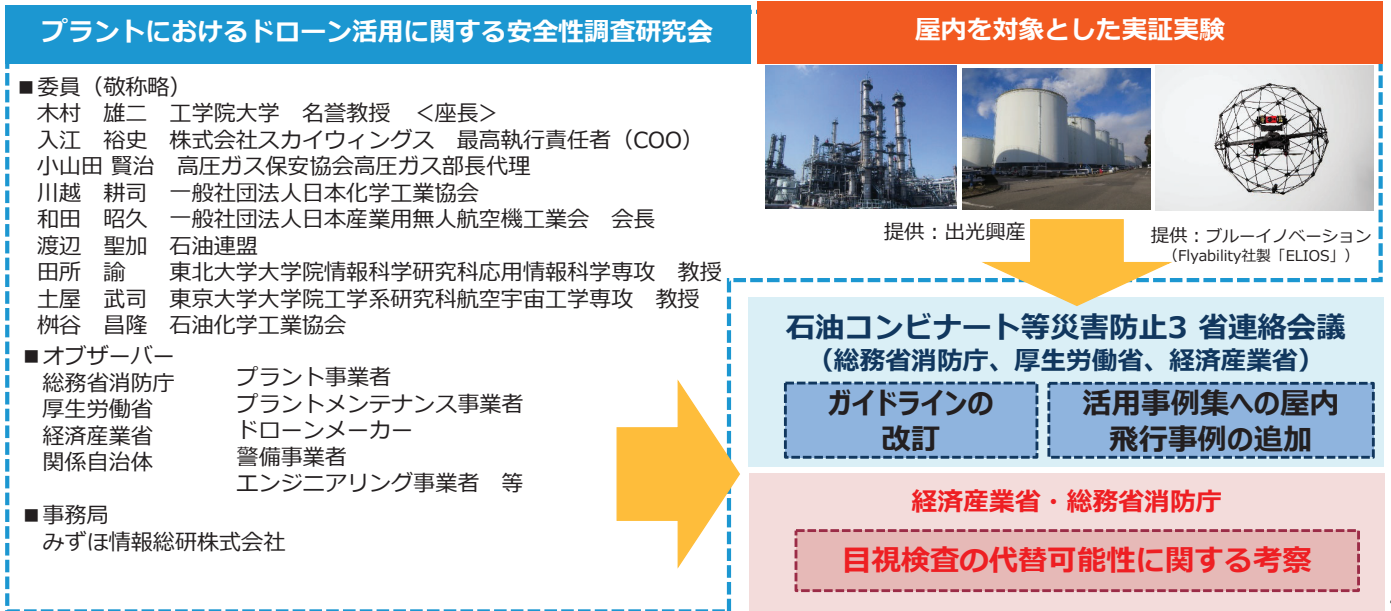 プラントにおけるドローン活用に関する安全性調査研究会
■委員（敬称略）
木村　雄二　工学院大学　名誉教授　＜座長＞
入江　裕史　株式会社スカイウィングス　最高執行責任者（COO）
小山田 賢治　高圧ガス保安協会高圧ガス部長代理
川越　耕司　一般社団法人日本化学工業協会
和田　昭久　一般社団法人日本産業用無人航空機工業会　会長
渡辺　聖加　石油連盟
田所　諭　東北大学大学院情報科学研究科応用情報科学専攻　教授
土屋　武司　東京大学大学院工学系研究科航空宇宙工学専攻　教授
桝谷　昌隆　石油化学工業協会
■オブザーバー
総務省消防庁
厚生労働省
経済産業省
関係自治体
プラント事業者
プラントメンテナンス事業者
ドローンメーカー
警備事業者
エンジニアリング事業者　等
■事務局
みずほ情報総研株式会社
屋内を対象とした実証実験
提供：出光興産
提供：ブルーイノベーション
（Flyability社製「ELIOS」）
石油コンビナート等災害防止3 省連絡会議
（総務省消防庁、厚生労働省、経済産業省）
ガイドラインの
改訂
活用事例集への屋内
飛行事例の追加
経済産業省・総務省消防庁
目視検査の代替可能性に関する考察